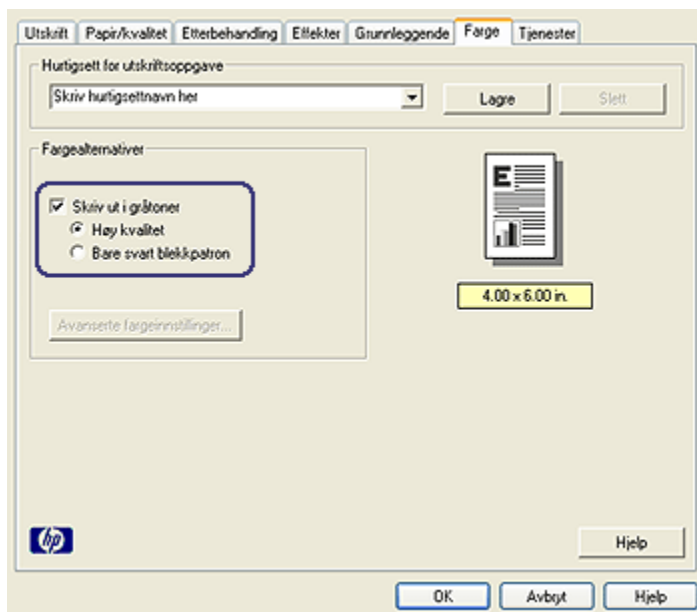 Utskrift Papir/kvalitet Etterbehandling Effekter Grunnleggende Farge Tjenester
Hurtigsett for utskriftsoppgave
Skriv hurtigsettnavn her Lagre Slett
Fargealternativer
Skriv ut i gråtoner
Høy kvalitet
Bare svart blekkpatron
E
4.00 x 6.00 in.
Avanserte fargeinnstillinger...
hp
Hjelp
OK Avbryt Hjelp